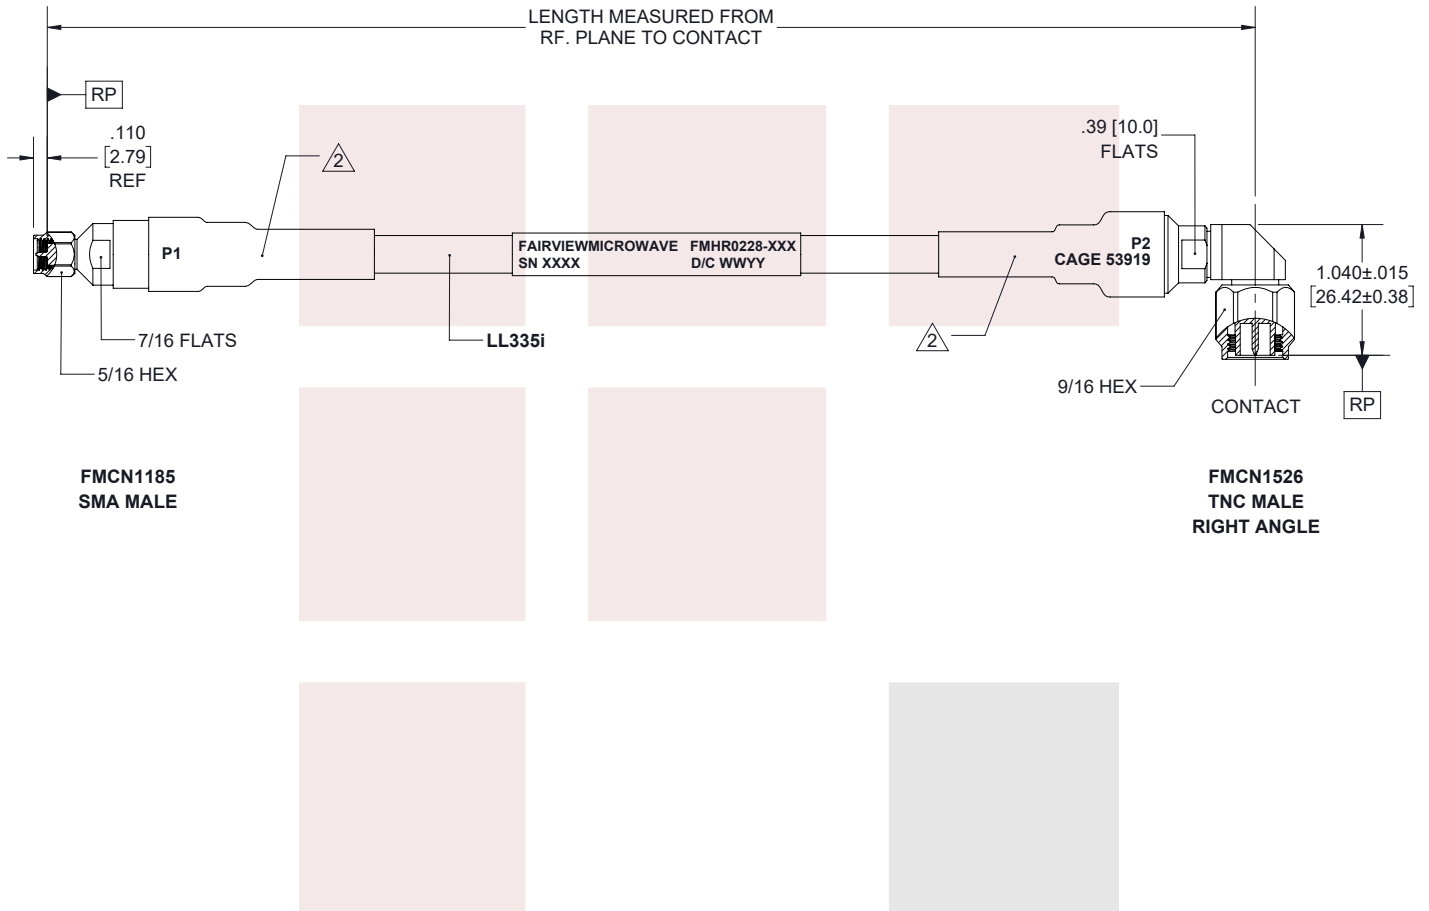 LENGTH MEASURED FROM
RF. PLANE TO CONTACT
RP
.110
[2.79]
REF
2
.39 [10.0]
FLATS
P1
FAIRVIEWMICROWAVE FMHR0228-XXX
SN XXXX D/C WWYY
P2
CAGE 53919
1.040±.015
[26.42±0.38]
7/16 FLATS
LL335i
2
5/16 HEX
9/16 HEX
CONTACT
RP
FMCN1185
SMA MALE
FMCN1526
TNC MALE
RIGHT ANGLE